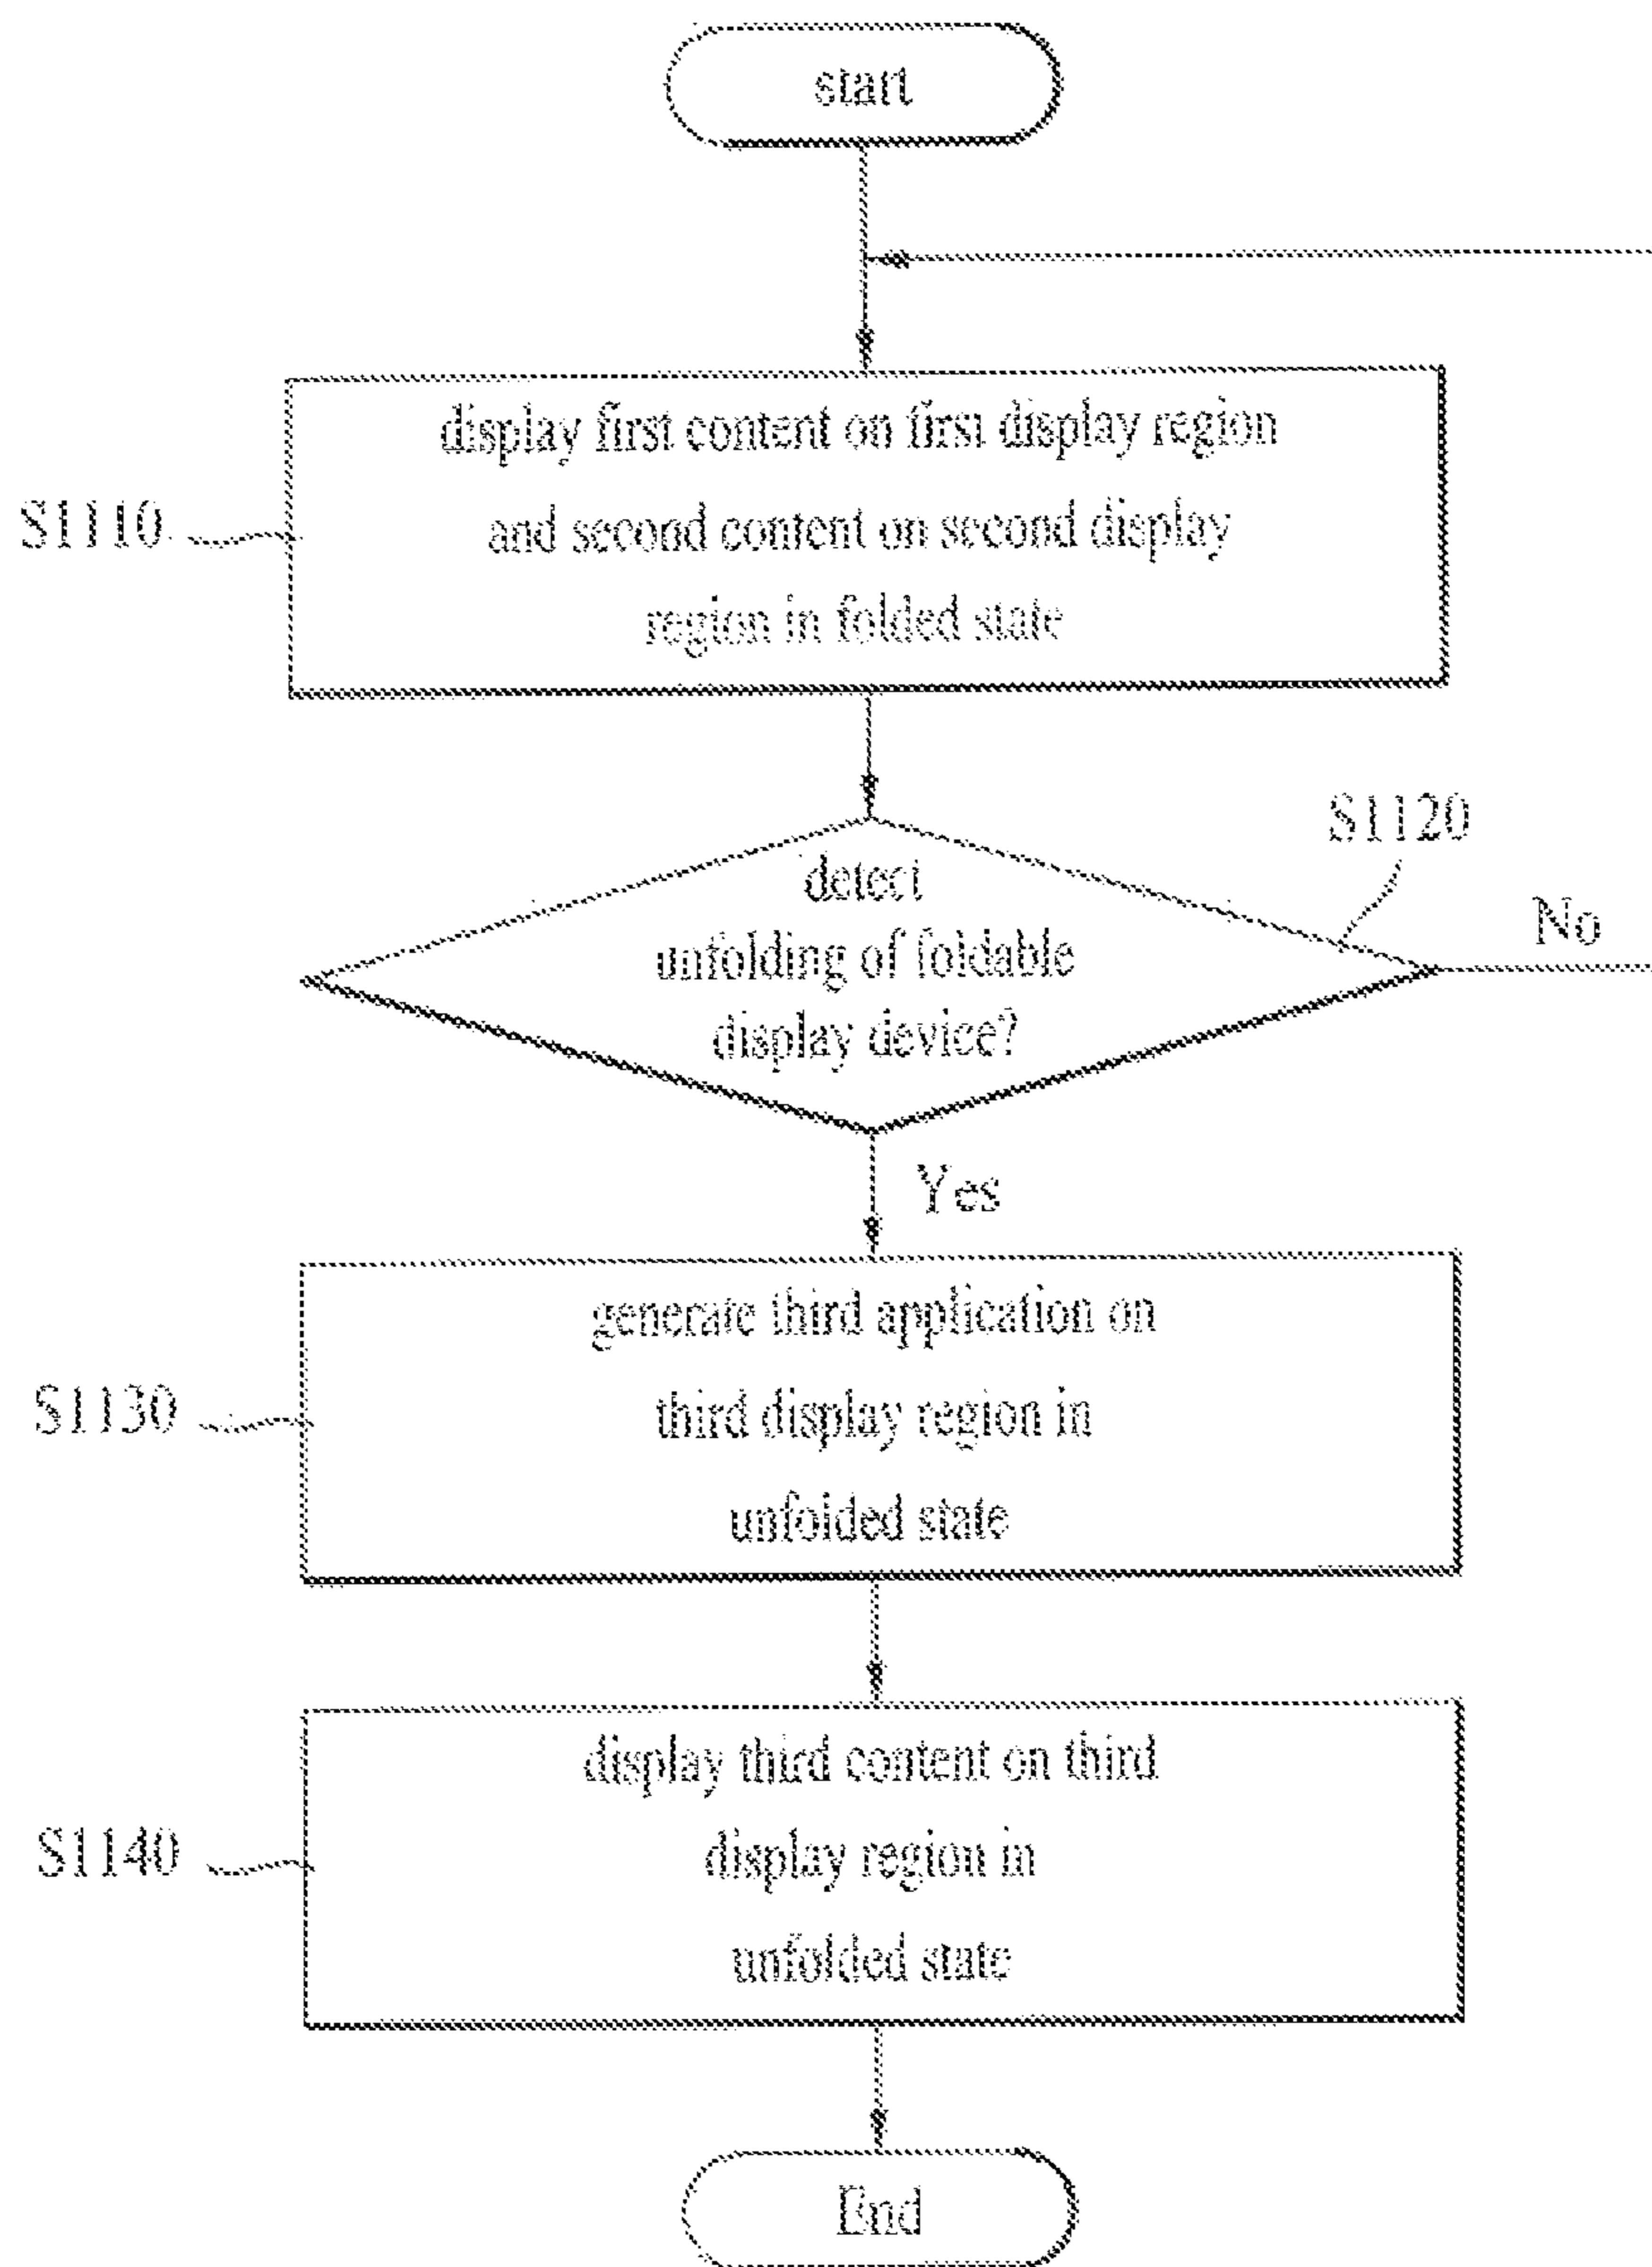 start
display first content on first display region
and second content on second display
region in folded state
S1110
detect
unfolding of foldable
display device?
S1120
No
Yes
generate third application on
third display region in
unfolded state
S1130
display third content on third
display region in
unfolded state
S1140
End